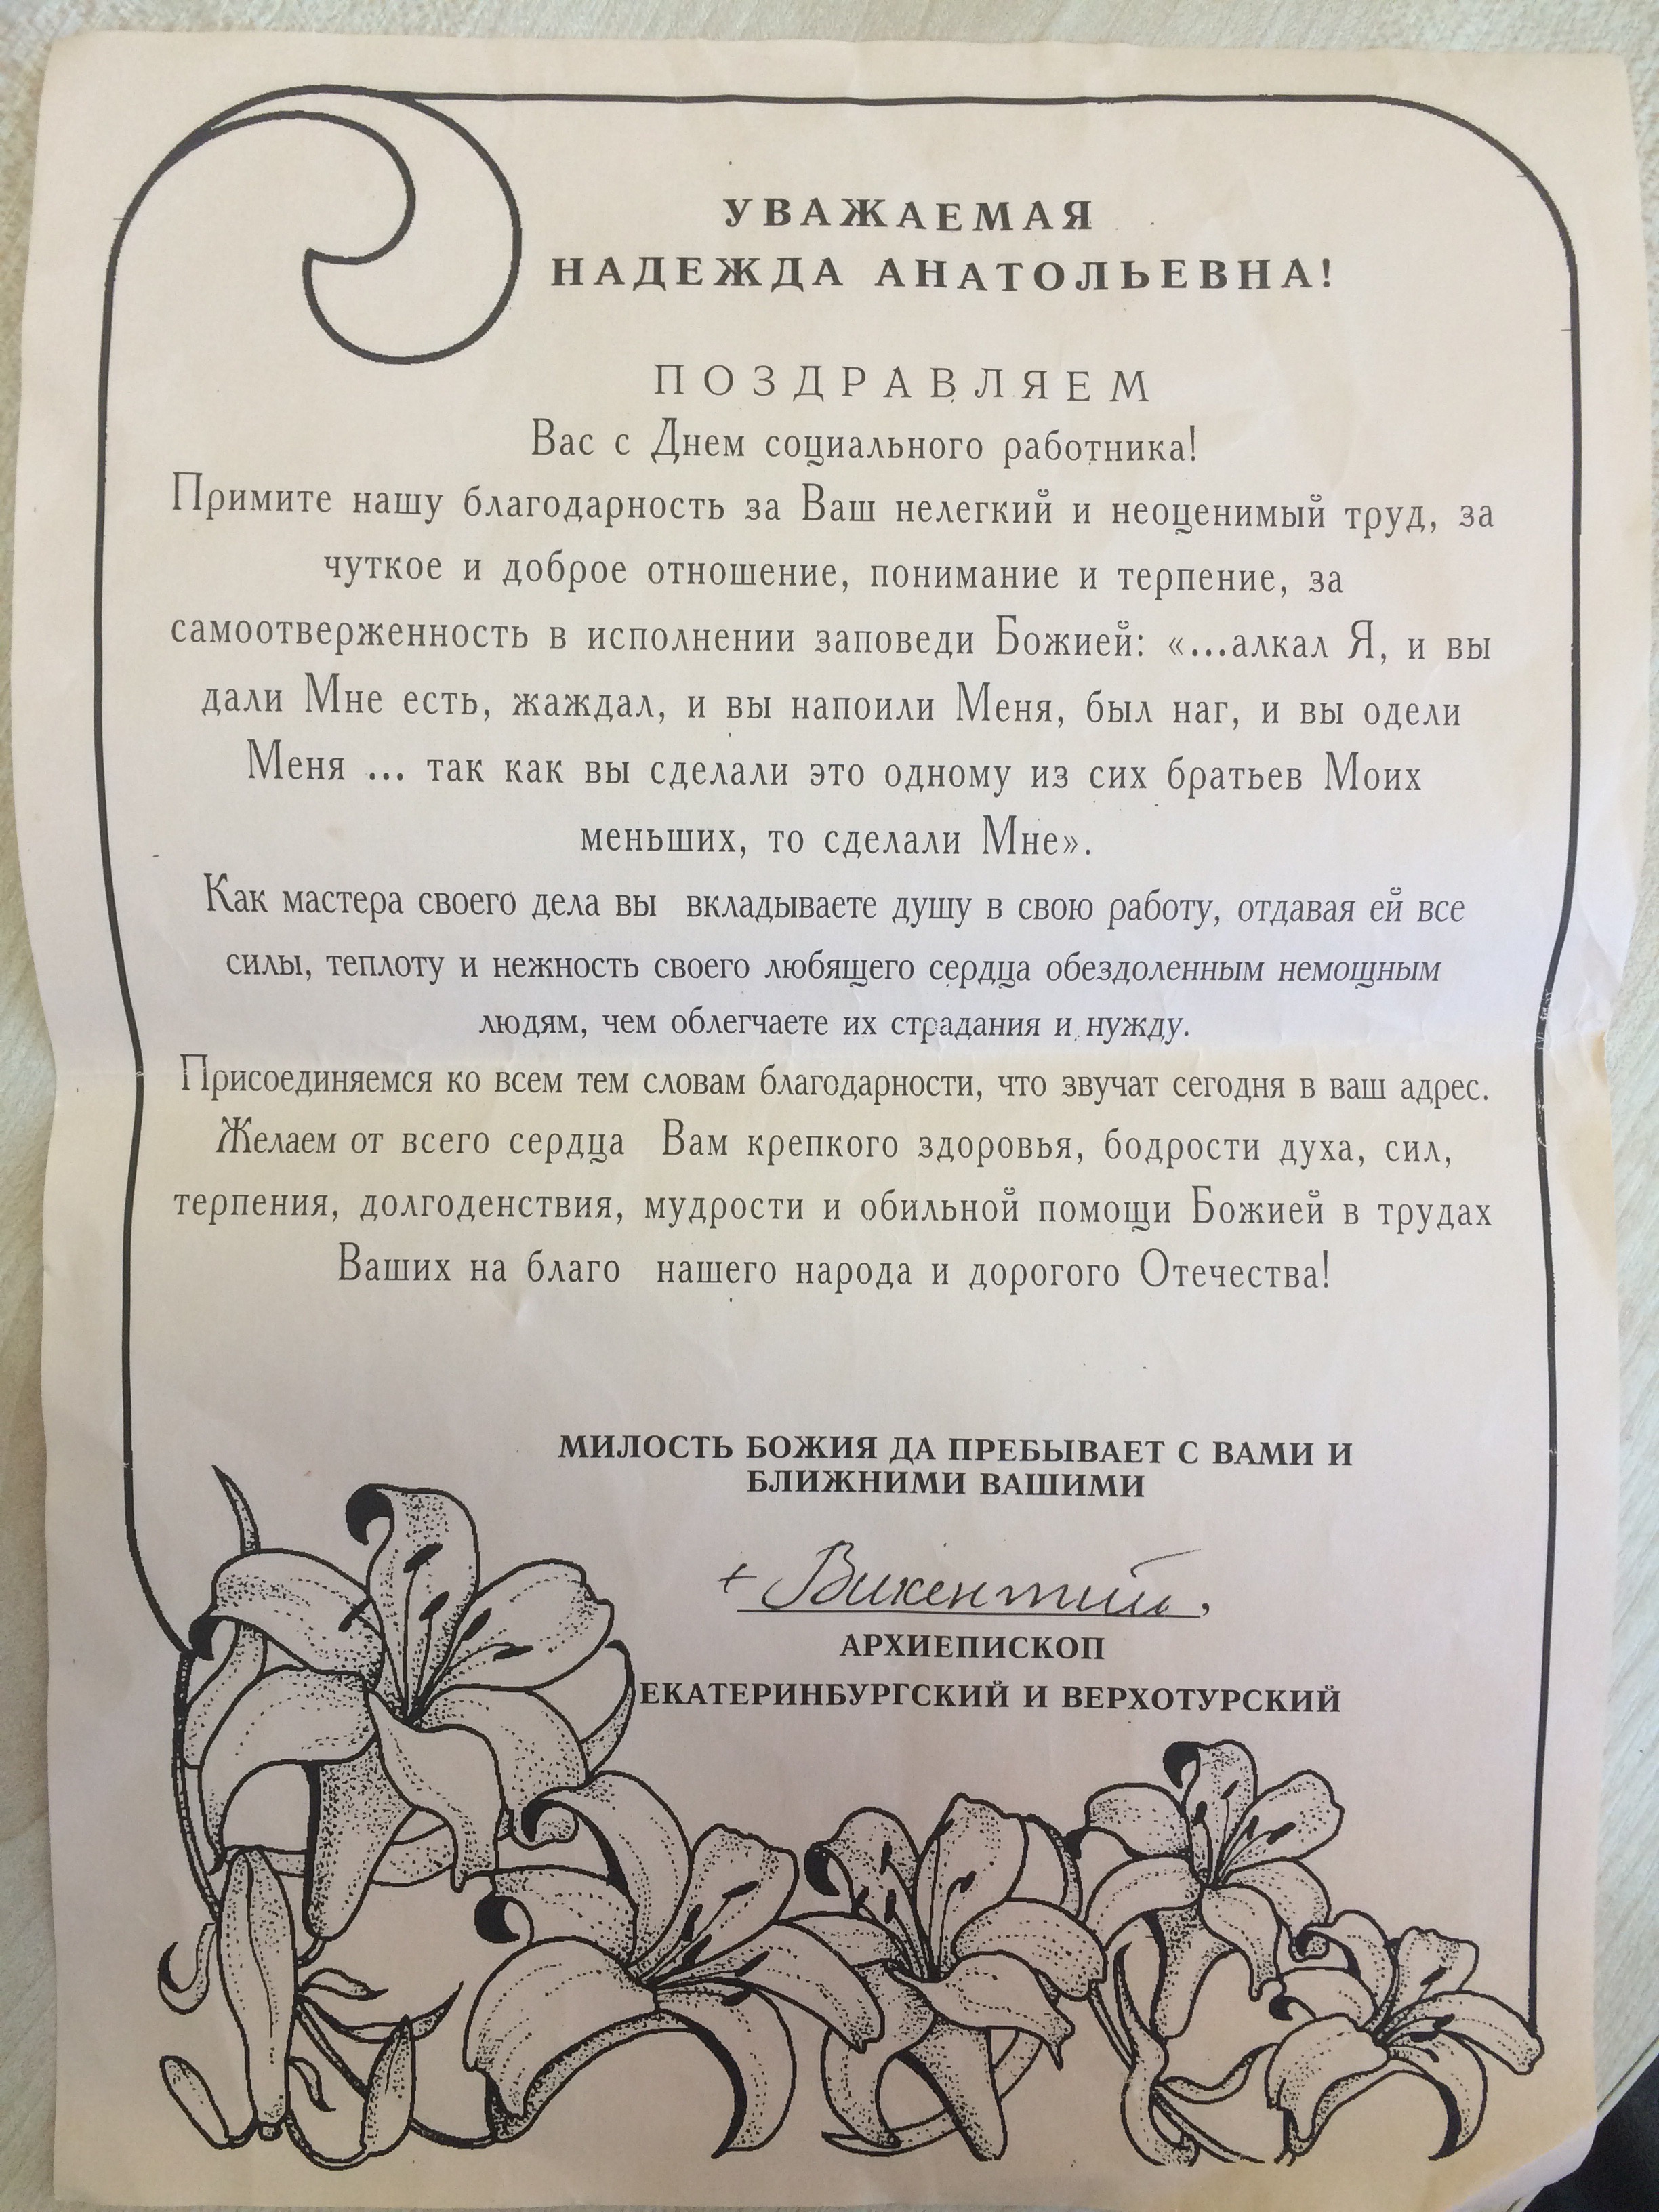 УВАЖАЕМАЯ
НАДЕЖДА АНАТОЛЬЕВНА!
ПОЗДРАВЛЯЕМ
Вас с Днем социального работника!
Примите нашу благодарность за Ваш нелегкий и неоценимый труд, за
чуткое и доброе отношение, понимание и терпение, за
самоотверженность в исполнении заповеди Божией: «...алкал Я, и вы
дали Мне есть, жаждал, и вы напоили Меня, был наг, и вы одели
Меня ... так как вы сделали это одному из сих братьев Моих
меньших, то сделали Мне».
Как мастера своего дела вы вкладываете душу в свою работу, отдавая ей все
силы, теплоту и нежность своего любящего сердца обездоленным немощным
людям, чем облегчаете их страдания и нужду.
Присоединяемся ко всем тем словам благодарности, что звучат сегодня в ваш адрес.
Желаем от всего сердца Вам крепкого здоровья, бодрости духа, сил,
терпения, долгоденствия, мудрости и обильной помощи Божией в трудах
Ваших на благо нашего народа и дорогого Отечества!
МИЛОСТЬ БОЖИЯ ДА ПРЕБЫВАЕТ С ВАМИ И
БЛИЖНИМИ ВАШИМИ
+ Викентий,
АРХИЕПИСКОП
ЕКАТЕРИНБУРГСКИЙ И ВЕРХОТУРСКИЙ